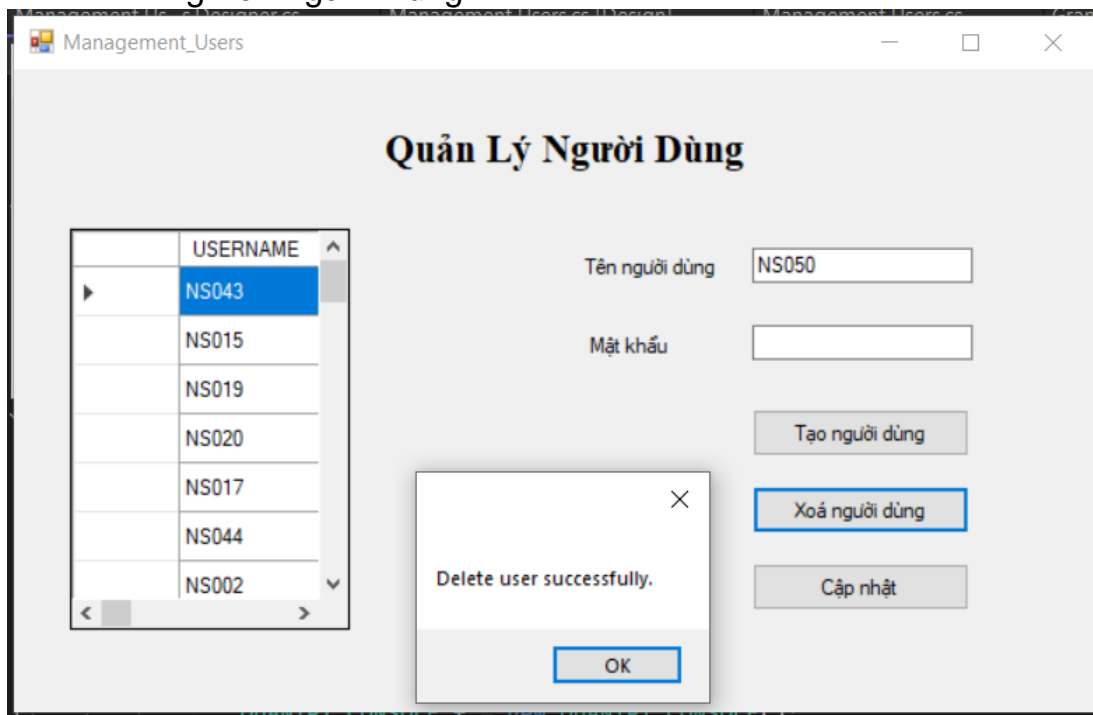 Management_Users
Quản Lý Người Dùng
USERNAME
NS043
NS015
NS019
NS020
NS017
NS044
NS002
Tên người dùng NS050
Mật khẩu
Tạo người dùng
Xoá người dùng
Cập nhật
Delete user successfully.
OK